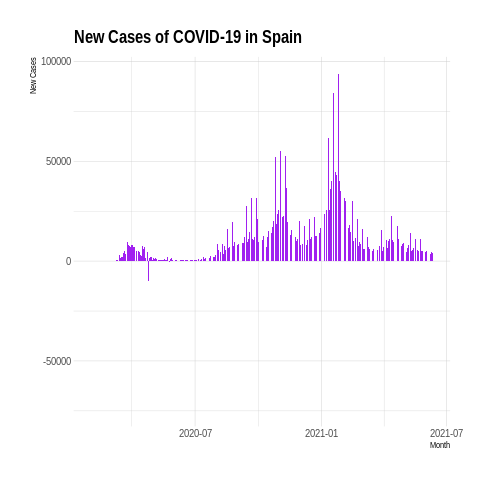 New Cases of COVID-19 in Spain
New Cases
100000
50000
0
-50000
2020-07
2021-01
2021-07
Month